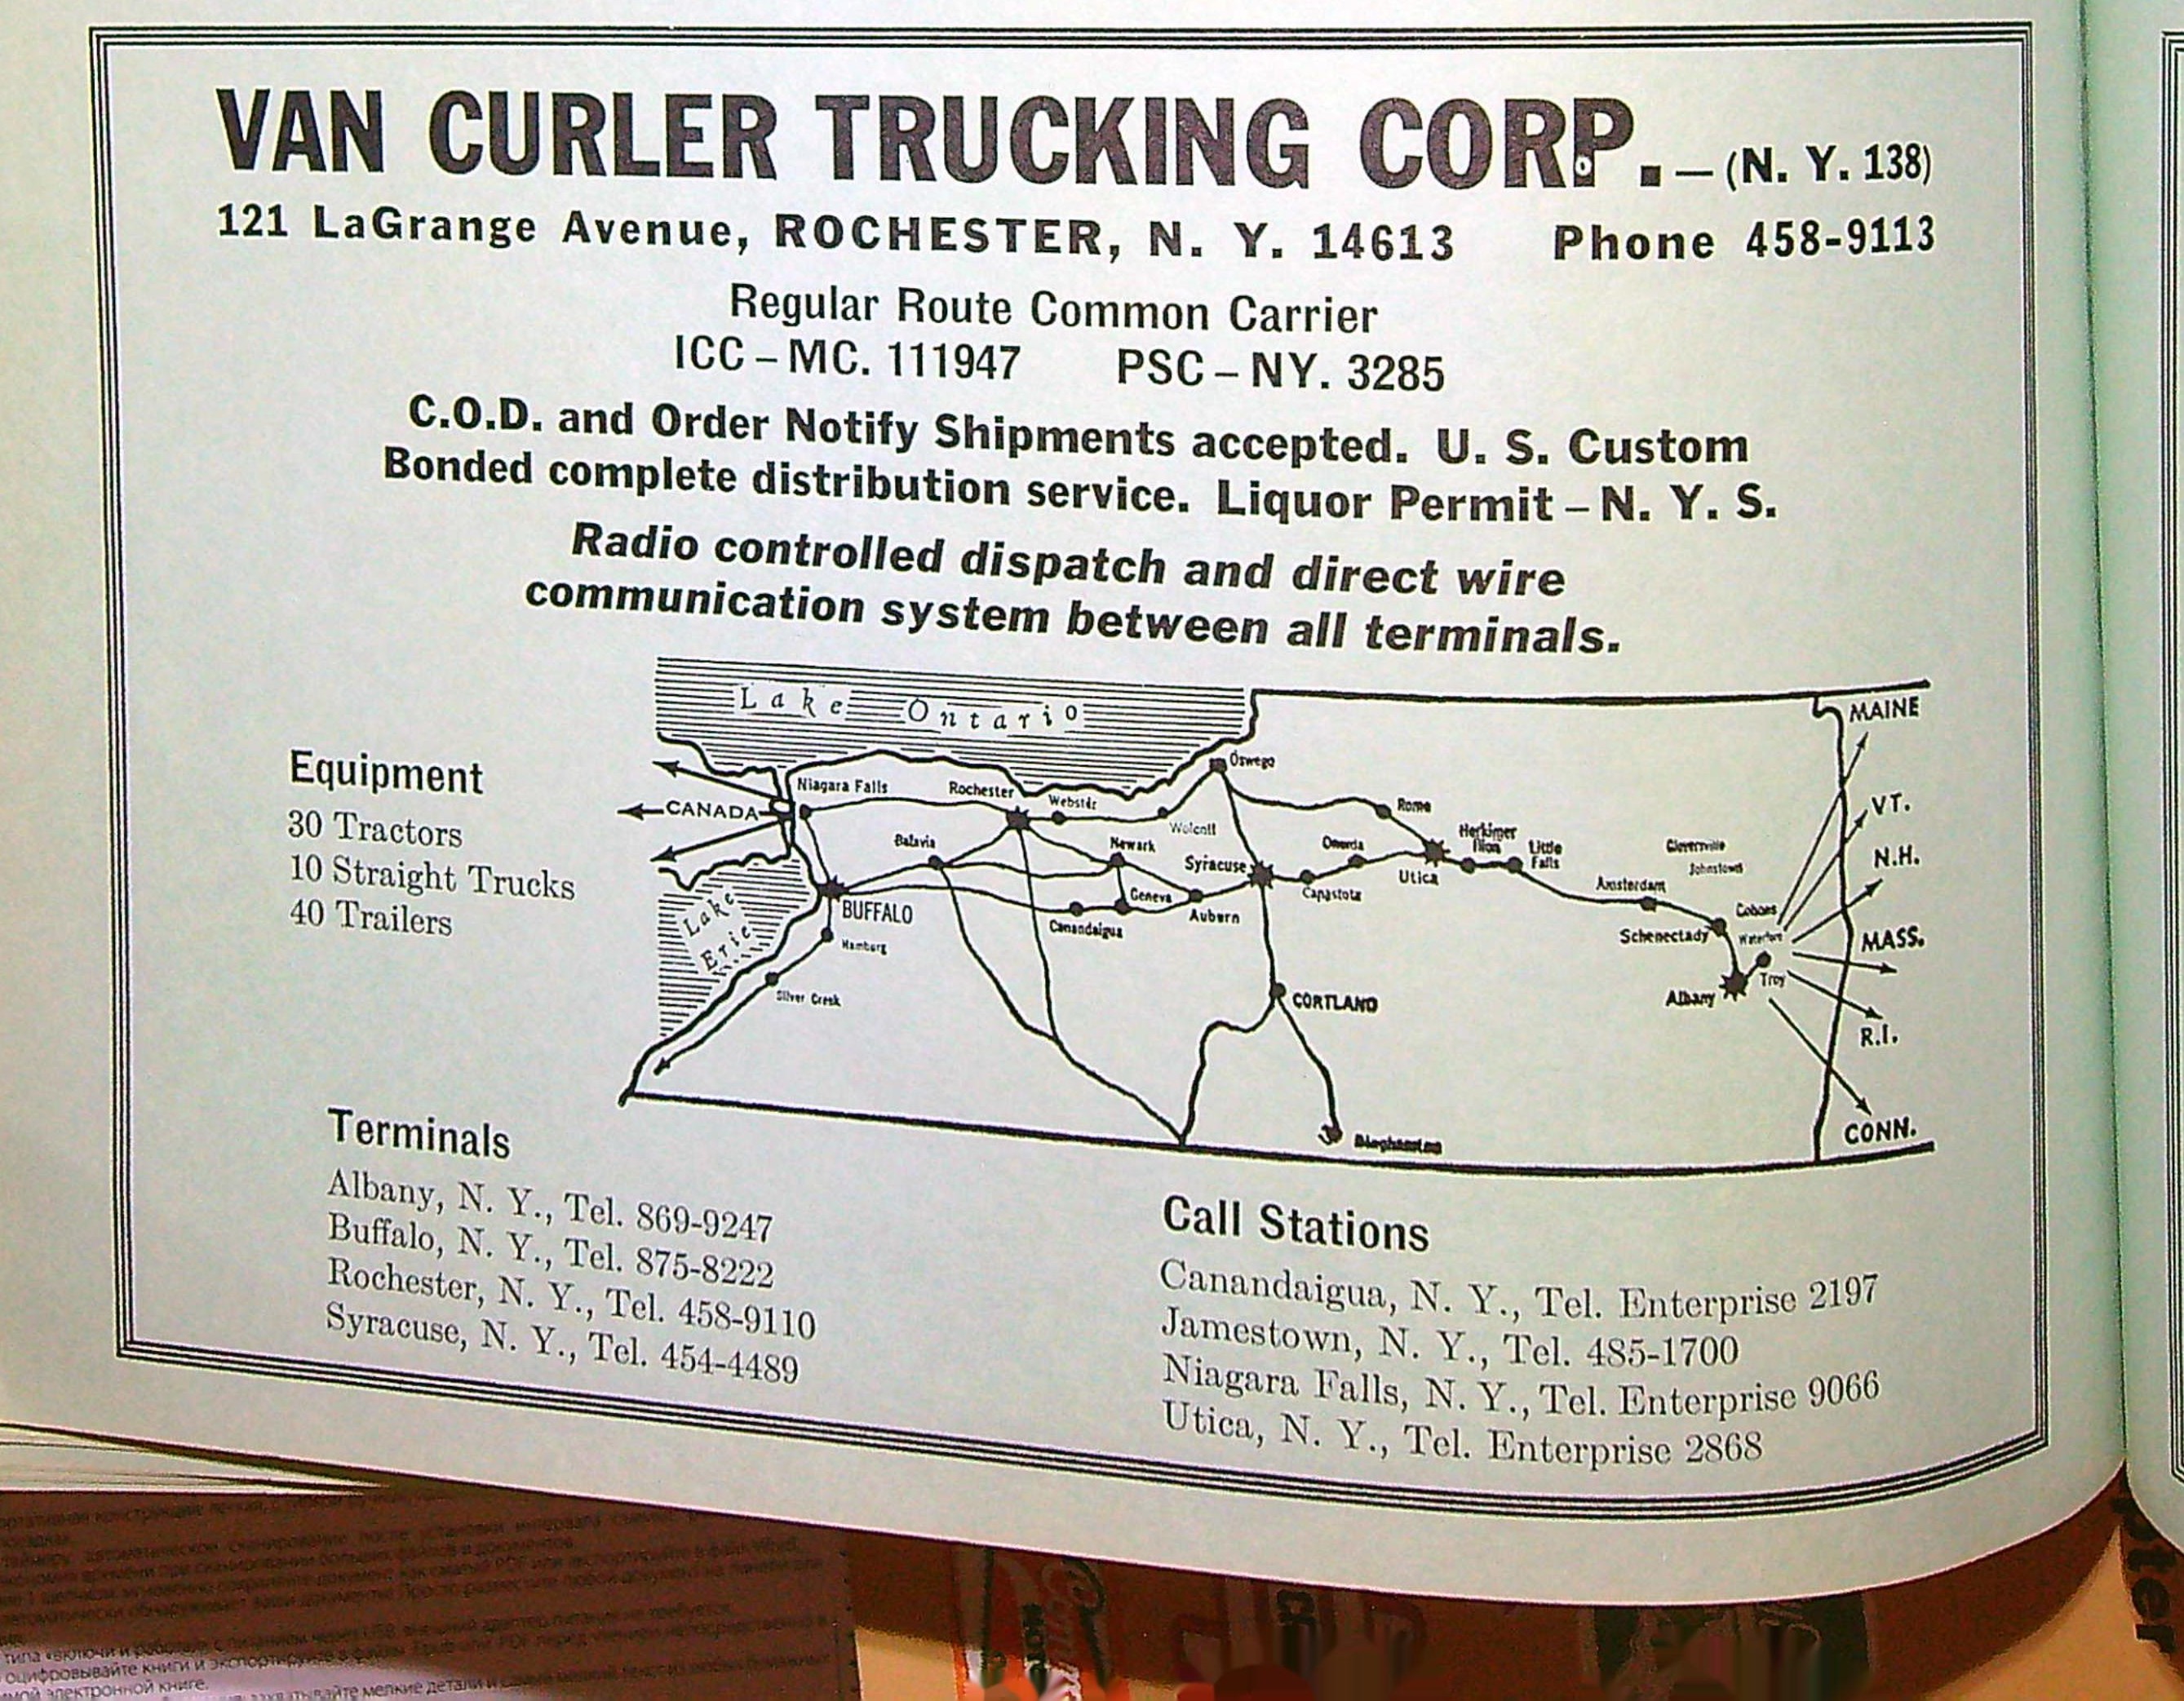 VAN CURLER TRUCKING CORP. – (N. Y. 138)
121 LaGrange Avenue, ROCHESTER, N. Y. 14613 Phone 458-9113
Regular Route Common Carrier
ICC – MC. 111947 PSC – NY. 3285
C.O.D. and Order Notify Shipments accepted. U. S. Custom
Bonded complete distribution service. Liquor Permit – N. Y. S.
Radio controlled dispatch and direct wire
communication system between all terminals.
Equipment
30 Tractors
10 Straight Trucks
40 Trailers
Lake Ontario
MAINE
Oswego
Niagara Falls
Rochester
Webster
CANADA
Wolcott
Rome
VT.
Batavia
Newark
Syracuse
Utica
Herkimer
Ilion
Little
Falls
Johnstown
N.H.
Lake
Erie
BUFFALO
Geneva
Auburn
Canandaigua
Amsterdam
Cohoes
Schenectady
MASS.
Hamburg
Silver Creek
CORTLAND
Albany
Troy
R.I.
Binghamton
CONN.
Terminals
Albany, N. Y., Tel. 869-9247
Buffalo, N. Y., Tel. 875-8222
Rochester, N. Y., Tel. 458-9110
Syracuse, N. Y., Tel. 454-4489
Call Stations
Canandaigua, N. Y., Tel. Enterprise 2197
Jamestown, N. Y., Tel. 485-1700
Niagara Falls, N. Y., Tel. Enterprise 9066
Utica, N. Y., Tel. Enterprise 2868
оцифровывайте книги и экспортируйте в
электронной книге.